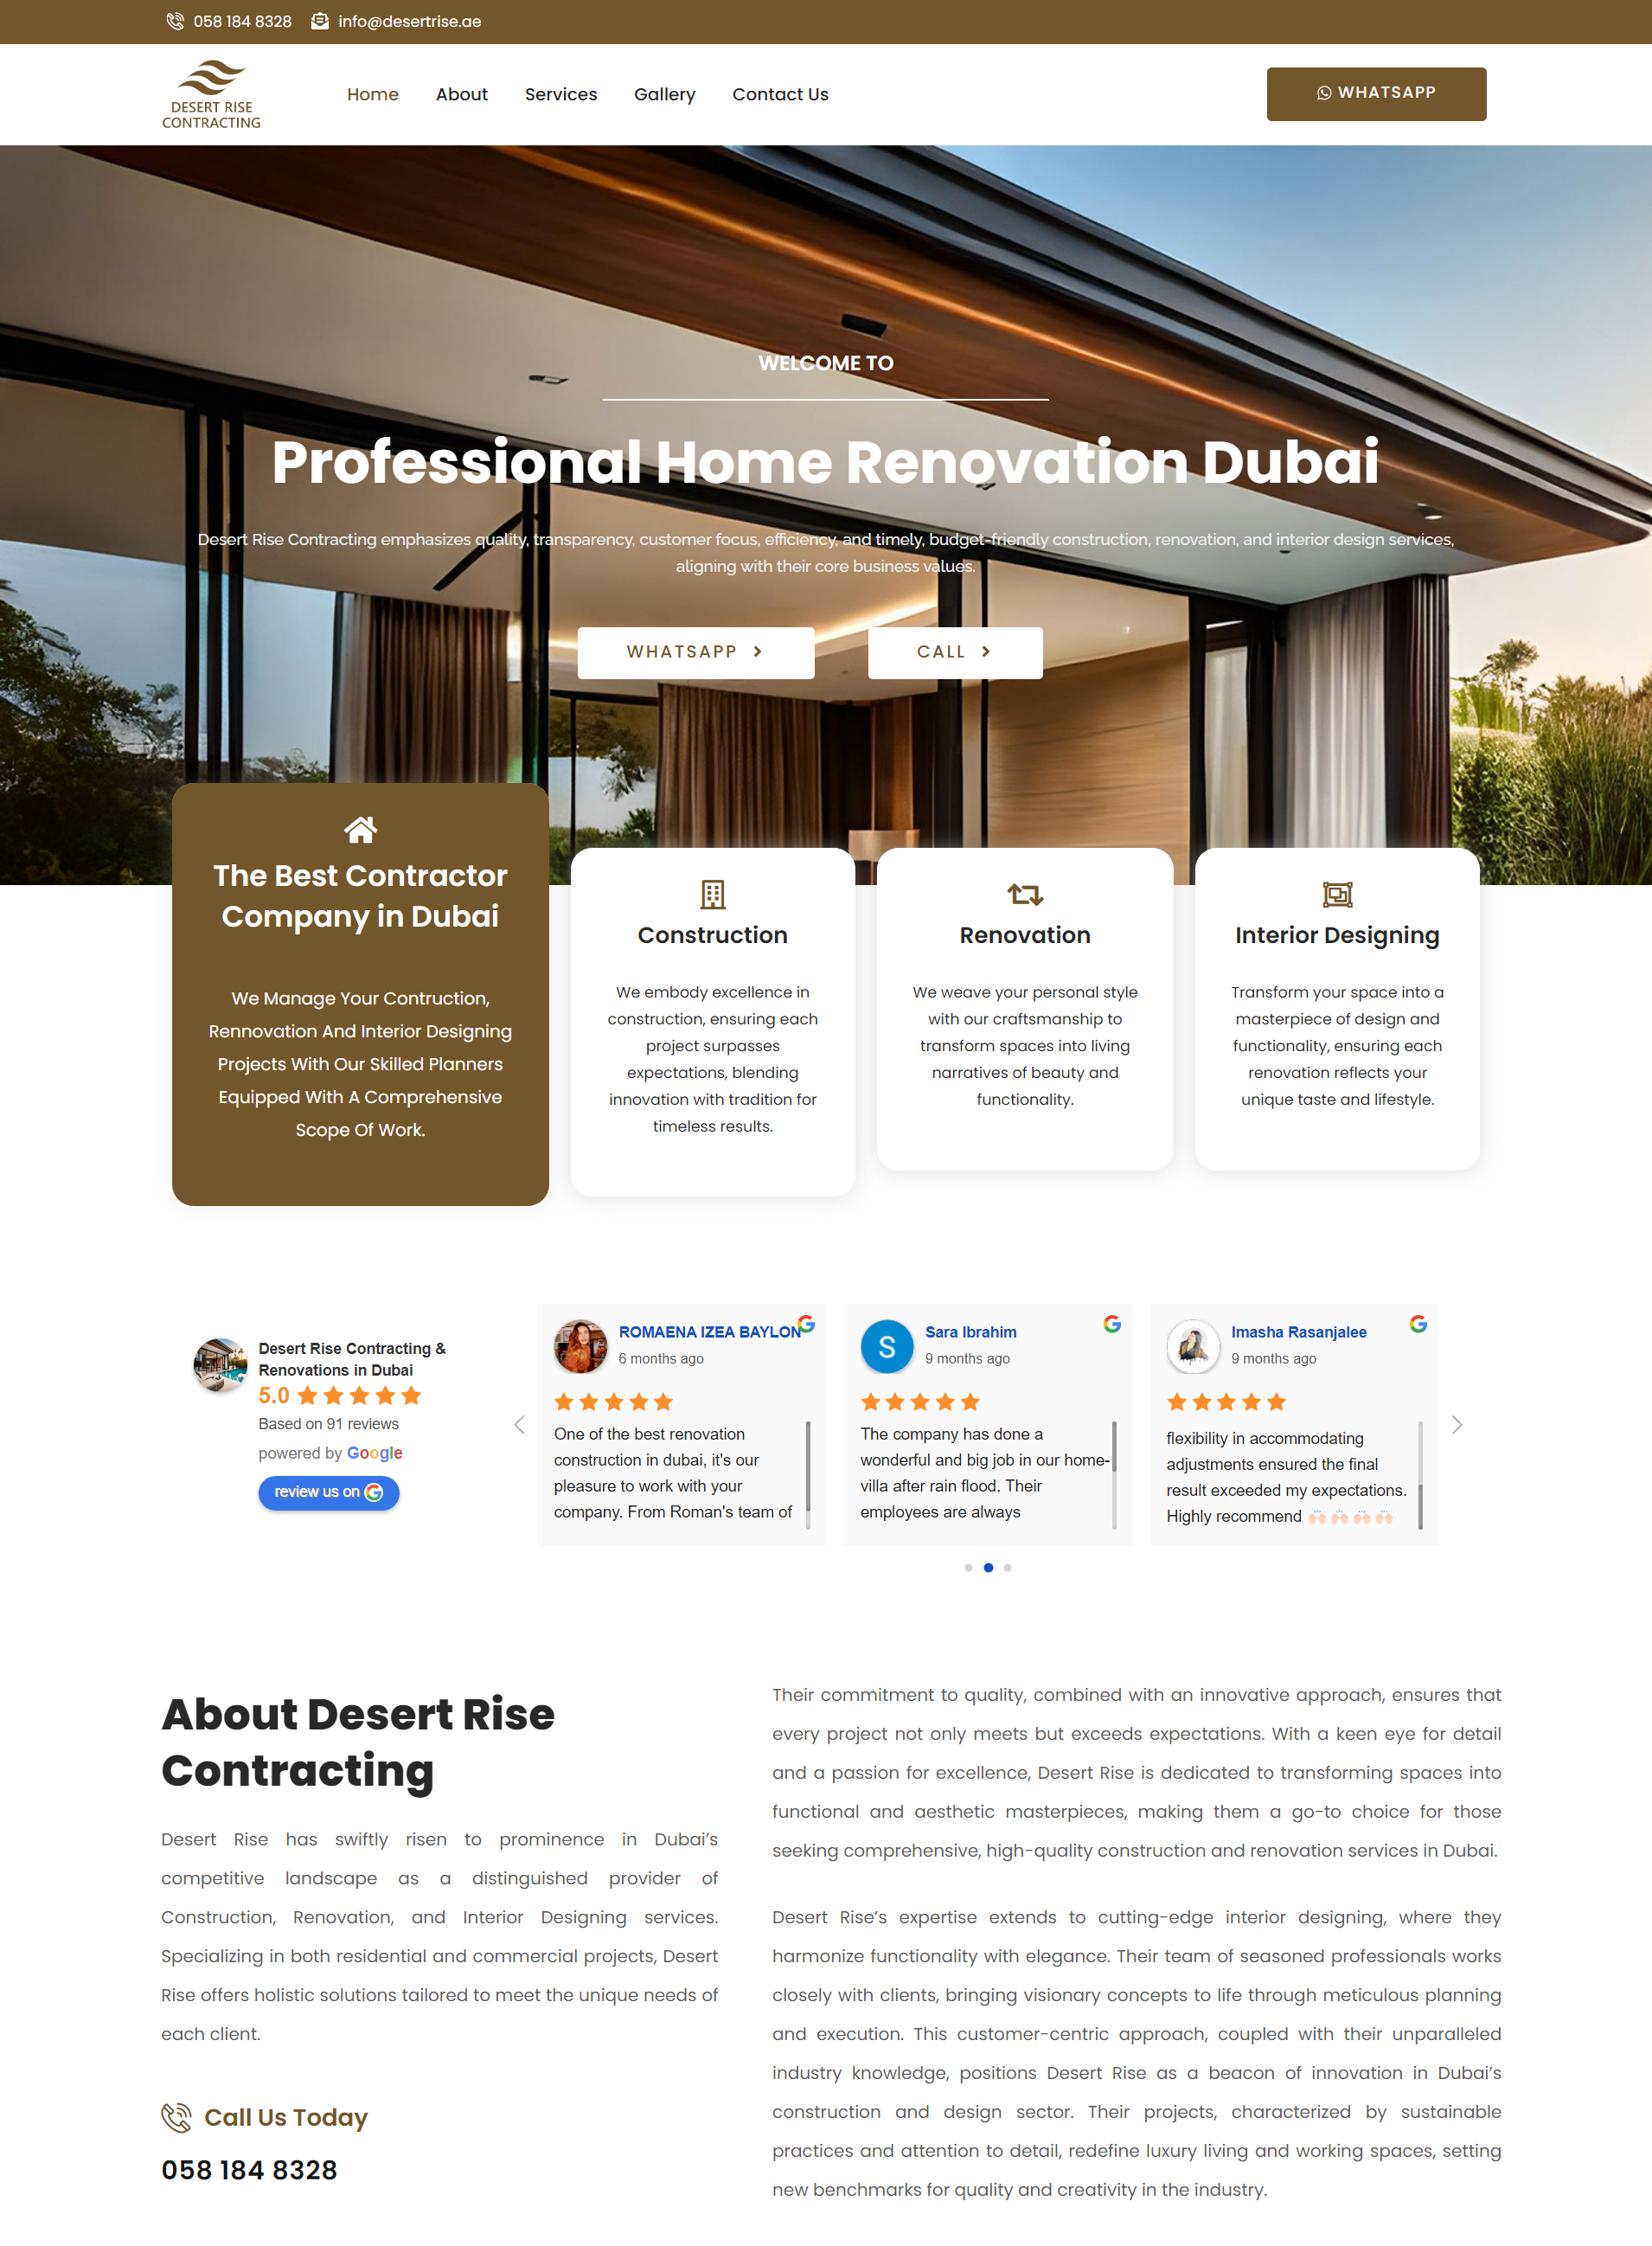 058 184 8328
info@desertrise.ae
DESERT RISE
CONTRACTING
Home
About
Services
Gallery
Contact Us
WHATSAPP
WELCOME TO
Professional Home Renovation Dubai
Desert Rise Contracting emphasizes quality, transparency, customer focus, efficiency, and timely, budget-friendly construction, renovation, and interior design services,
aligning with their core business values.
WHATSAPP
CALL
The Best Contractor
Company in Dubai
We Manage Your Contruction,
Rennovation And Interior Designing
Projects With Our Skilled Planners
Equipped With A Comprehensive
Scope Of Work.
Construction
We embody excellence in
construction, ensuring each
project surpasses
expectations, blending
innovation with tradition for
timeless results.
Renovation
We weave your personal style
with our craftsmanship to
transform spaces into living
narratives of beauty and
functionality.
Interior Designing
Transform your space into a
masterpiece of design and
functionality, ensuring each
renovation reflects your
unique taste and lifestyle.
Desert Rise Contracting &
Renovations in Dubai
5.0
Based on 91 reviews
powered by Google
review us on
ROMAENA IZEA BAYLON
6 months ago
One of the best renovation
construction in dubai, it's our
pleasure to work with your
company. From Roman's team of
S
Sara Ibrahim
9 months ago
The company has done a
wonderful and big job in our home-
villa after rain flood. Their
employees are always
Imasha Rasanjalee
9 months ago
flexibility in accommodating
adjustments ensured the final
result exceeded my expectations.
Highly recommend 🙌🏻🙌🏻🙌🏻🙌🏻
About Desert Rise
Contracting
Desert Rise has swiftly risen to prominence in Dubai’s
competitive landscape as a distinguished provider of
Construction, Renovation, and Interior Designing services.
Specializing in both residential and commercial projects, Desert
Rise offers holistic solutions tailored to meet the unique needs of
each client.
Call Us Today
058 184 8328
Their commitment to quality, combined with an innovative approach, ensures that
every project not only meets but exceeds expectations. With a keen eye for detail
and a passion for excellence, Desert Rise is dedicated to transforming spaces into
functional and aesthetic masterpieces, making them a go-to choice for those
seeking comprehensive, high-quality construction and renovation services in Dubai.
Desert Rise’s expertise extends to cutting-edge interior designing, where they
harmonize functionality with elegance. Their team of seasoned professionals works
closely with clients, bringing visionary concepts to life through meticulous planning
and execution. This customer-centric approach, coupled with their unparalleled
industry knowledge, positions Desert Rise as a beacon of innovation in Dubai’s
construction and design sector. Their projects, characterized by sustainable
practices and attention to detail, redefine luxury living and working spaces, setting
new benchmarks for quality and creativity in the industry.